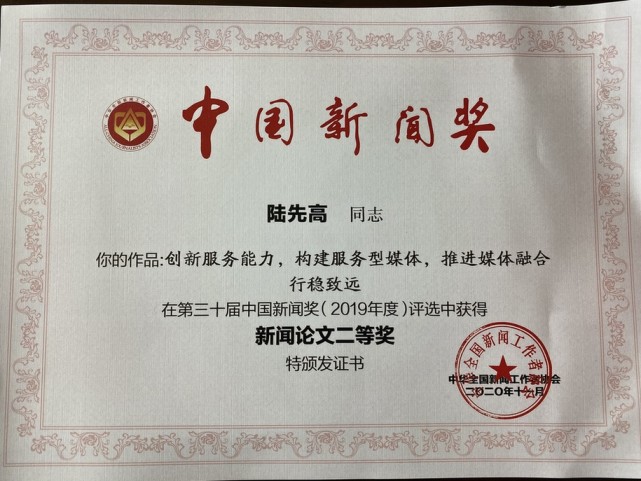 中国新闻奖
陆先高 同志
你的作品:创新服务能力，构建服务型媒体，推进媒体融合
行稳致远
在第三十届中国新闻奖(2019年度)评选中获得
新闻论文二等奖
特颁发证书
中华全国新闻工作者协会
二〇二〇年十一月